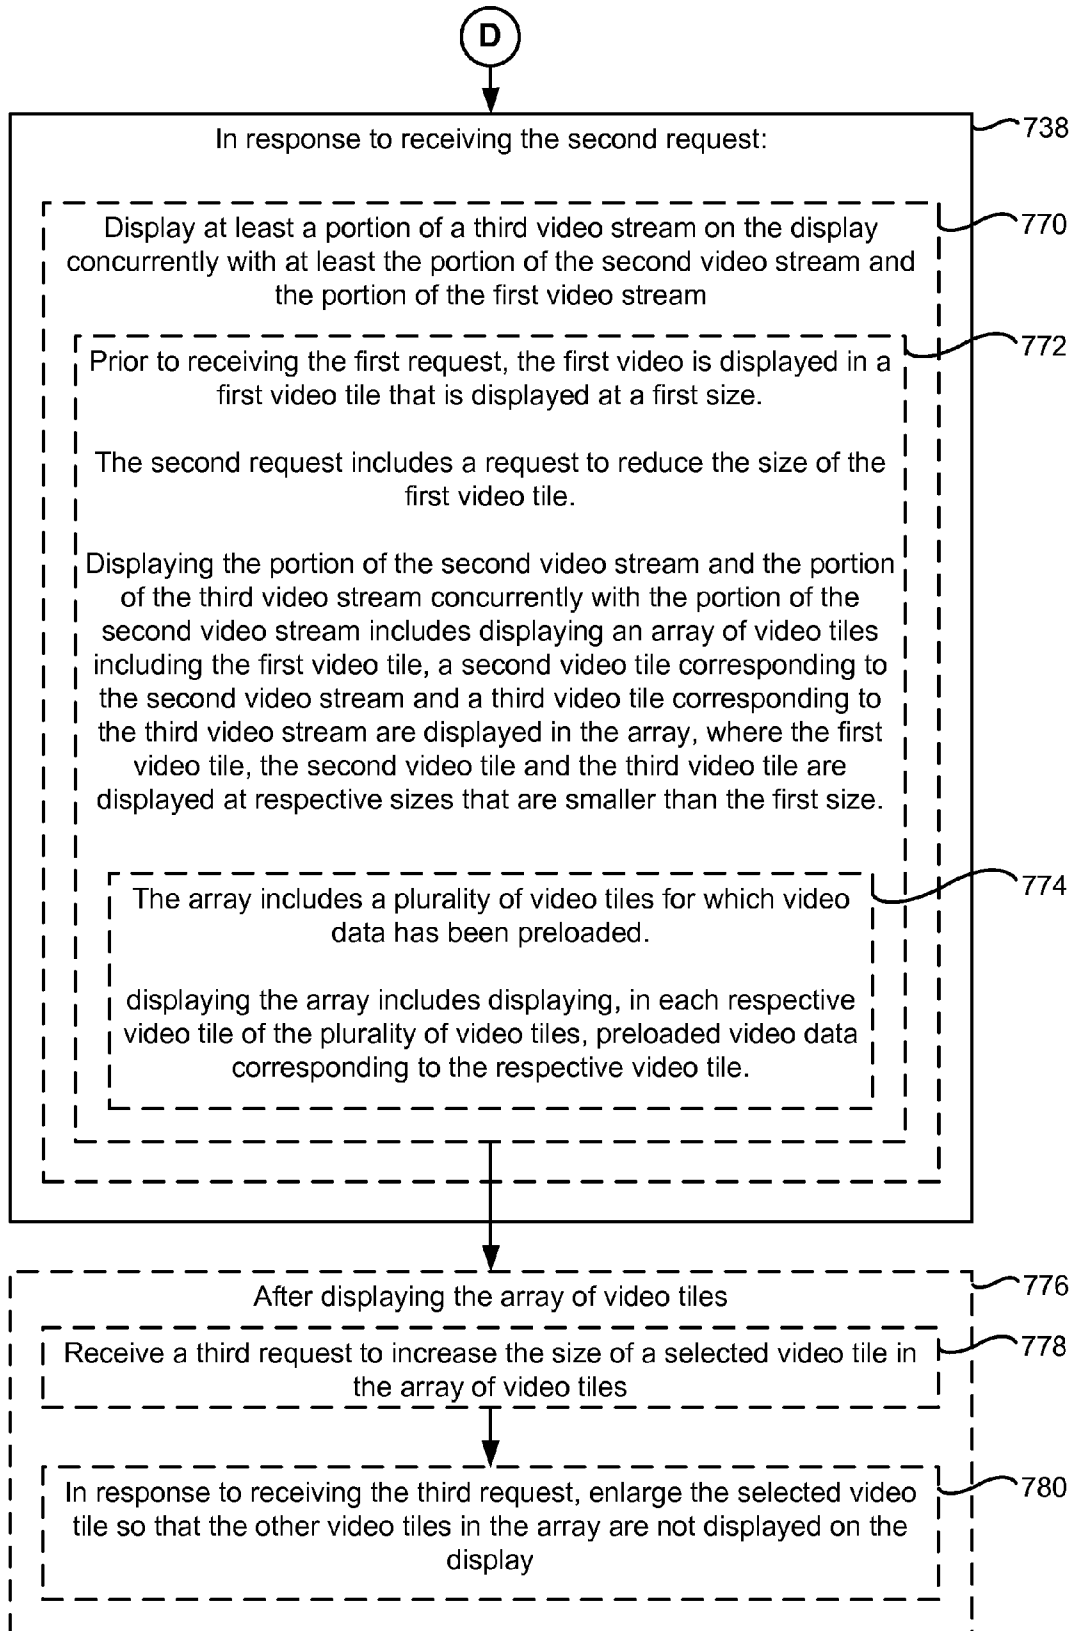 D
738
In response to receiving the second request:
770
Display at least a portion of a third video stream on the display
concurrently with at least the portion of the second video stream and
the portion of the first video stream
772
Prior to receiving the first request, the first video is displayed in a
first video tile that is displayed at a first size.
The second request includes a request to reduce the size of the
first video tile.
Displaying the portion of the second video stream and the portion
of the third video stream concurrently with the portion of the
second video stream includes displaying an array of video tiles
including the first video tile, a second video tile corresponding to
the second video stream and a third video tile corresponding to
the third video stream are displayed in the array, where the first
video tile, the second video tile and the third video tile are
displayed at respective sizes that are smaller than the first size.
774
The array includes a plurality of video tiles for which video
data has been preloaded.
displaying the array includes displaying, in each respective
video tile of the plurality of video tiles, preloaded video data
corresponding to the respective video tile.
776
After displaying the array of video tiles
778
Receive a third request to increase the size of a selected video tile in
the array of video tiles
780
In response to receiving the third request, enlarge the selected video
tile so that the other video tiles in the array are not displayed on the
display